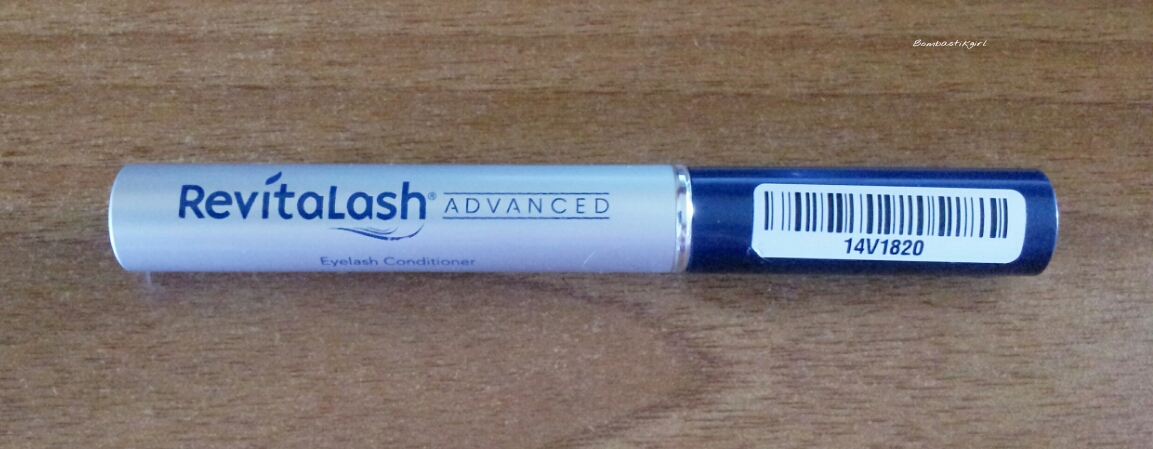 Bombastikgirl
RevitaLash® ADVANCED
Eyelash Conditioner
14V1820